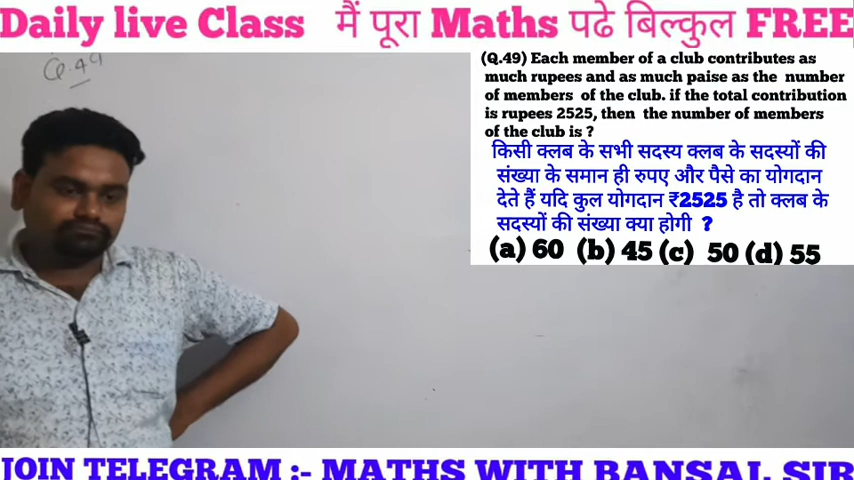 Daily live Class मैं पूरा Maths पढे बिल्कुल FREE
Q.49
(Q.49) Each member of a club contributes as
much rupees and as much paise as the number
of members of the club. if the total contribution
is rupees 2525, then the number of members
of the club is ?
किसी क्लब के सभी सदस्य क्लब के सदस्यों की
संख्या के समान ही रुपए और पैसे का योगदान
देते हैं यदि कुल योगदान ₹2525 है तो क्लब के
सदस्यों की संख्या क्या होगी ?
(a) 60 (b) 45 (c) 50 (d) 55
JOIN TELEGRAM :- MATHS WITH BANSAL SIR